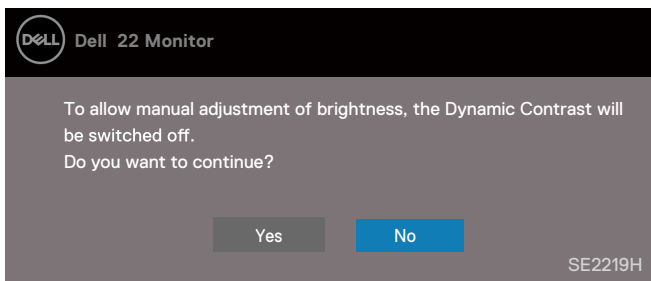 DELL Dell 22 Monitor
To allow manual adjustment of brightness, the Dynamic Contrast will
be switched off.
Do you want to continue?
Yes No
SE2219H